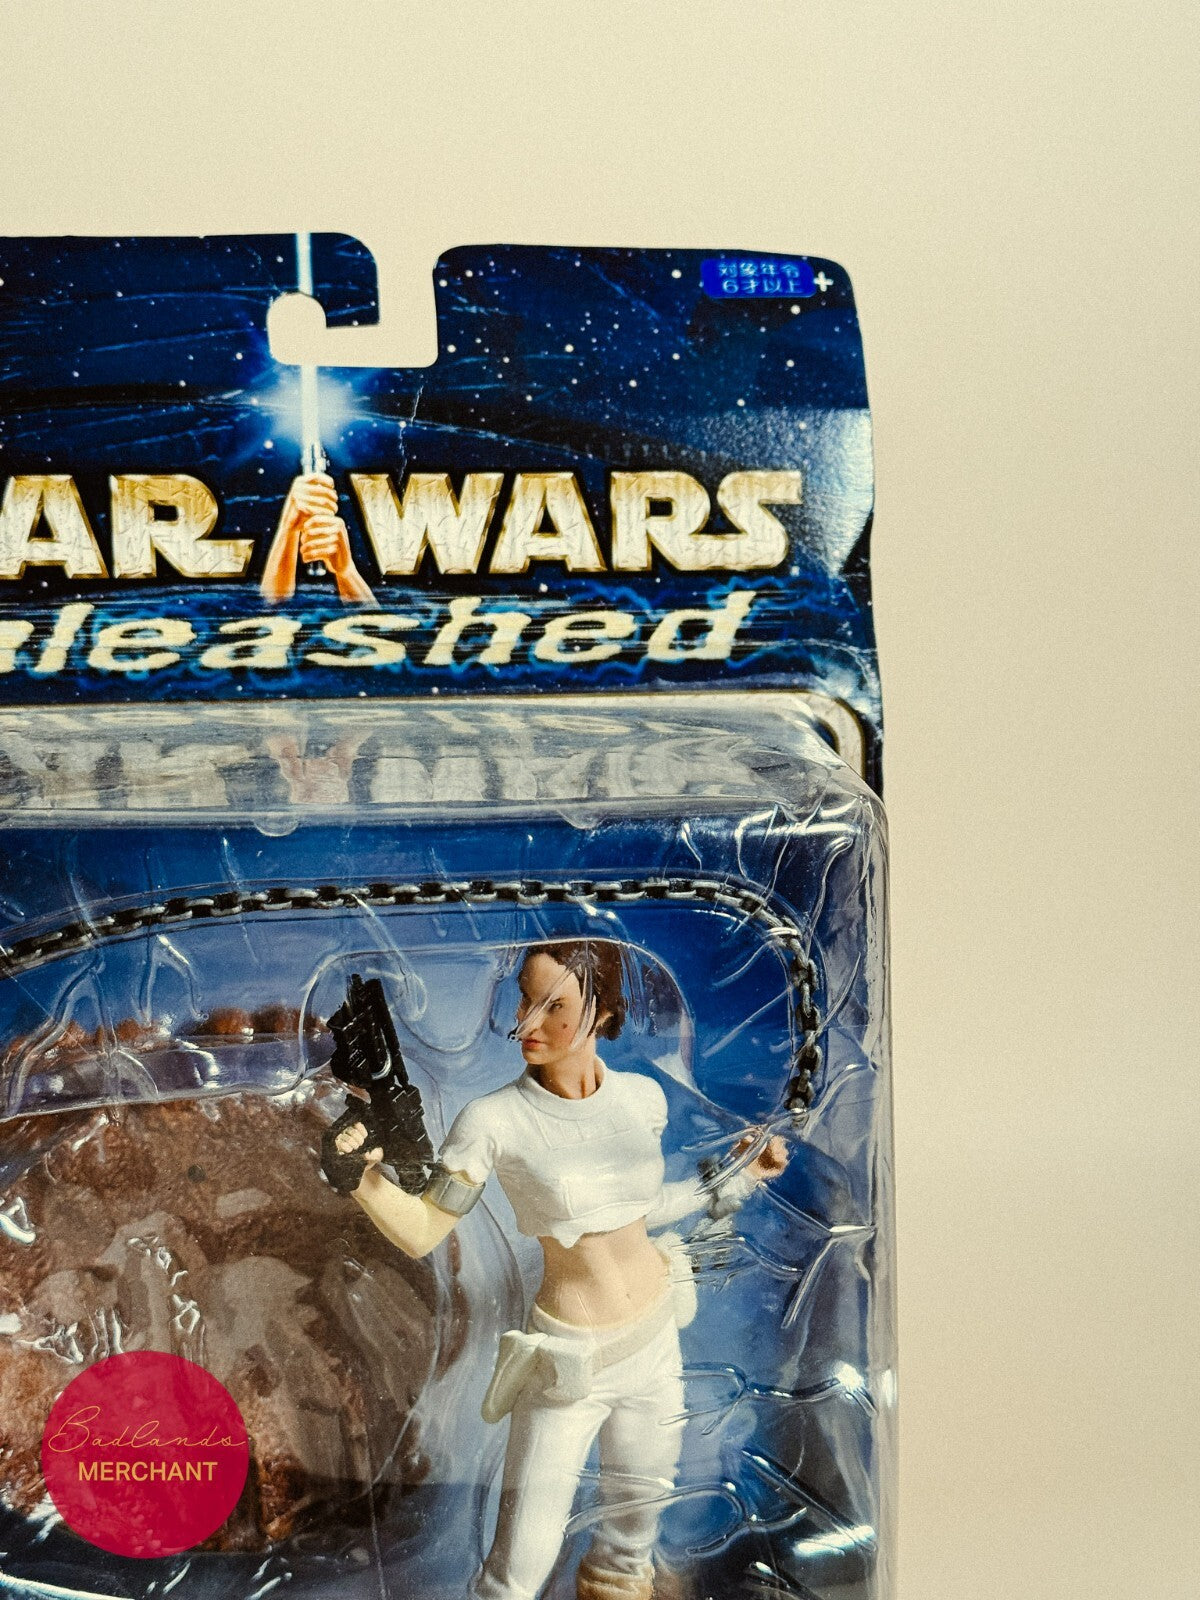 対象年令
6才以上
AR WARS
nleashed
Badlands
MERCHANT